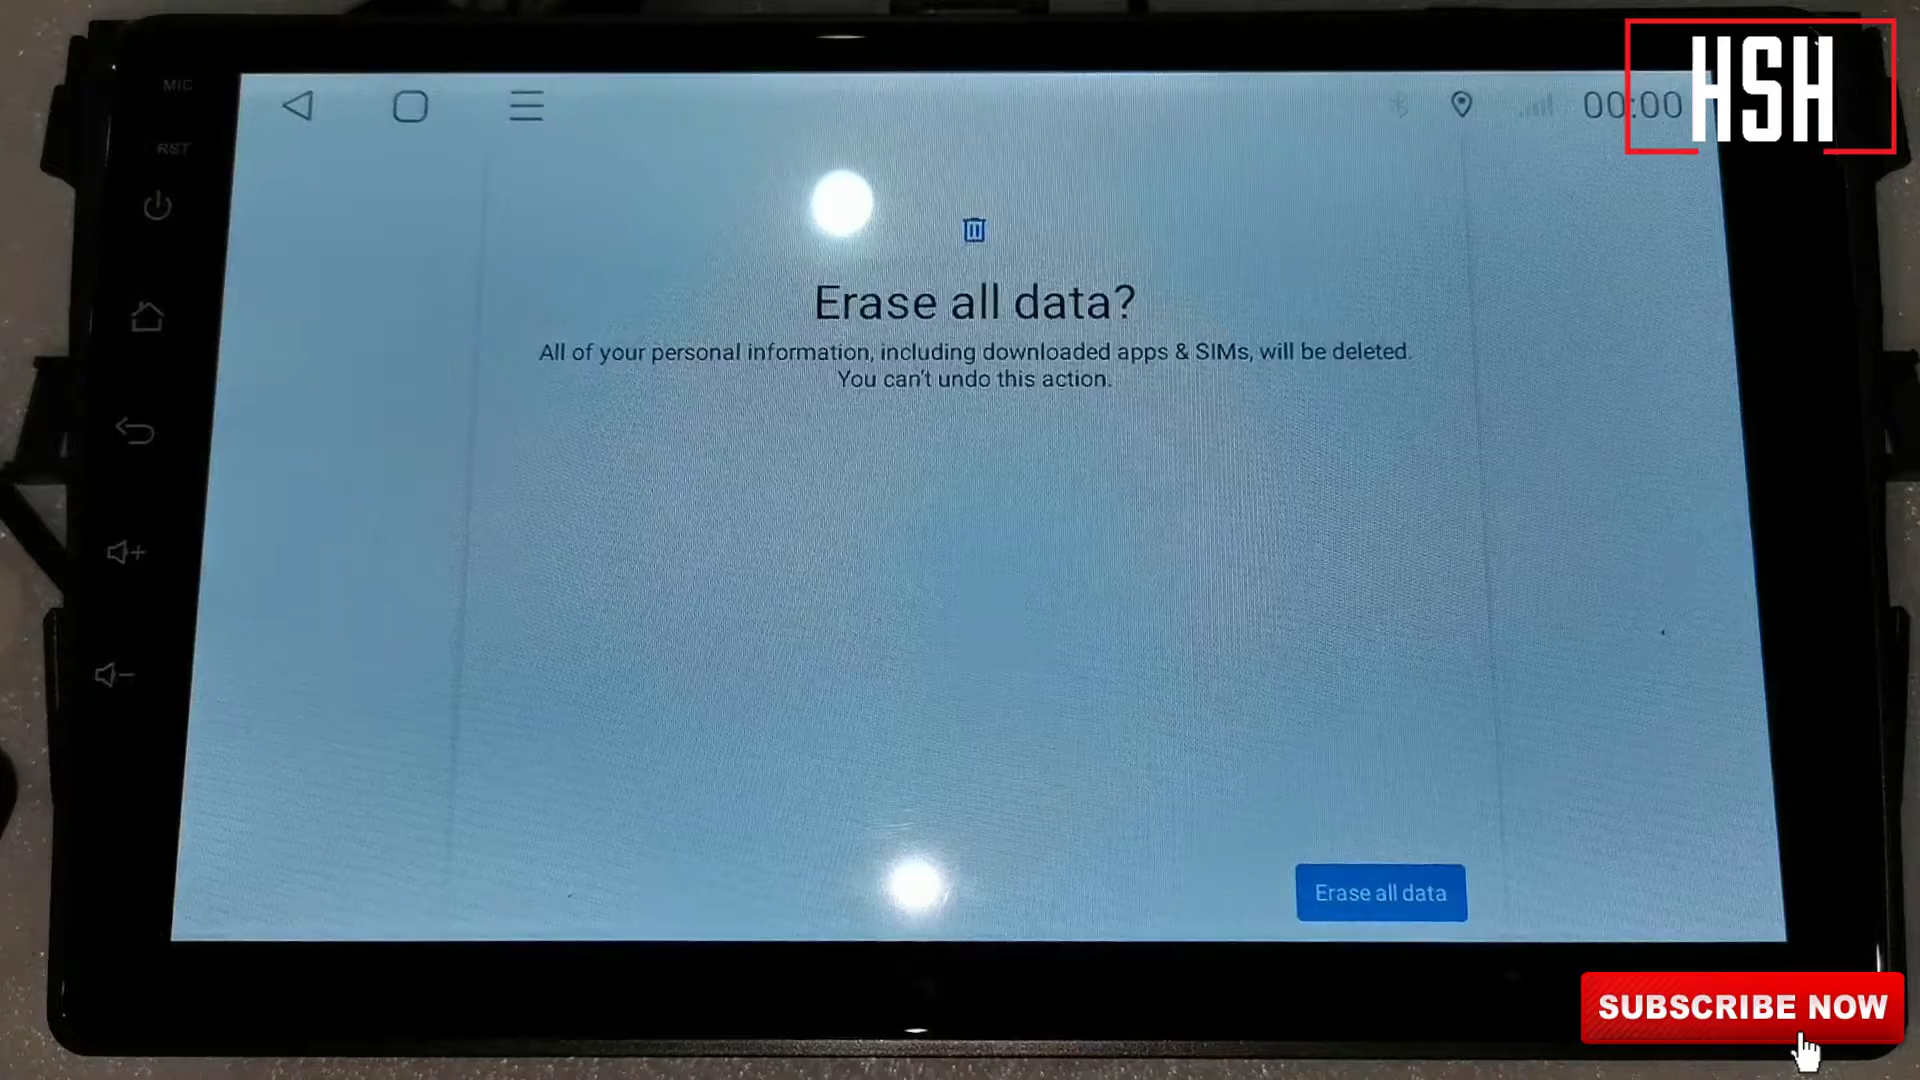 MIC
HSH
00:00
RST
Erase all data?
All of your personal information, including downloaded apps & SIMs, will be deleted.
You can't undo this action.
Erase all data
SUBSCRIBE NOW